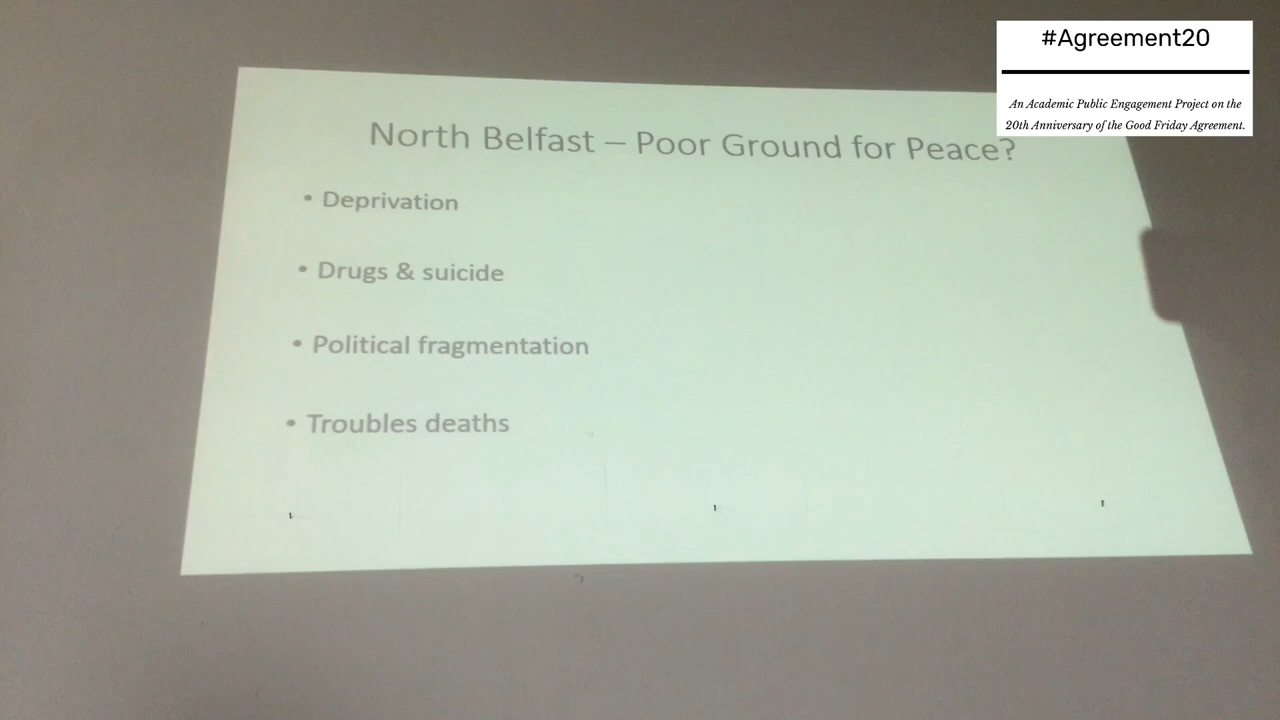 #Agreement20
An Academic Public Engagement Project on the
20th Anniversary of the Good Friday Agreement.
North Belfast – Poor Ground for Peace?
• Deprivation
• Drugs & suicide
• Political fragmentation
• Troubles deaths